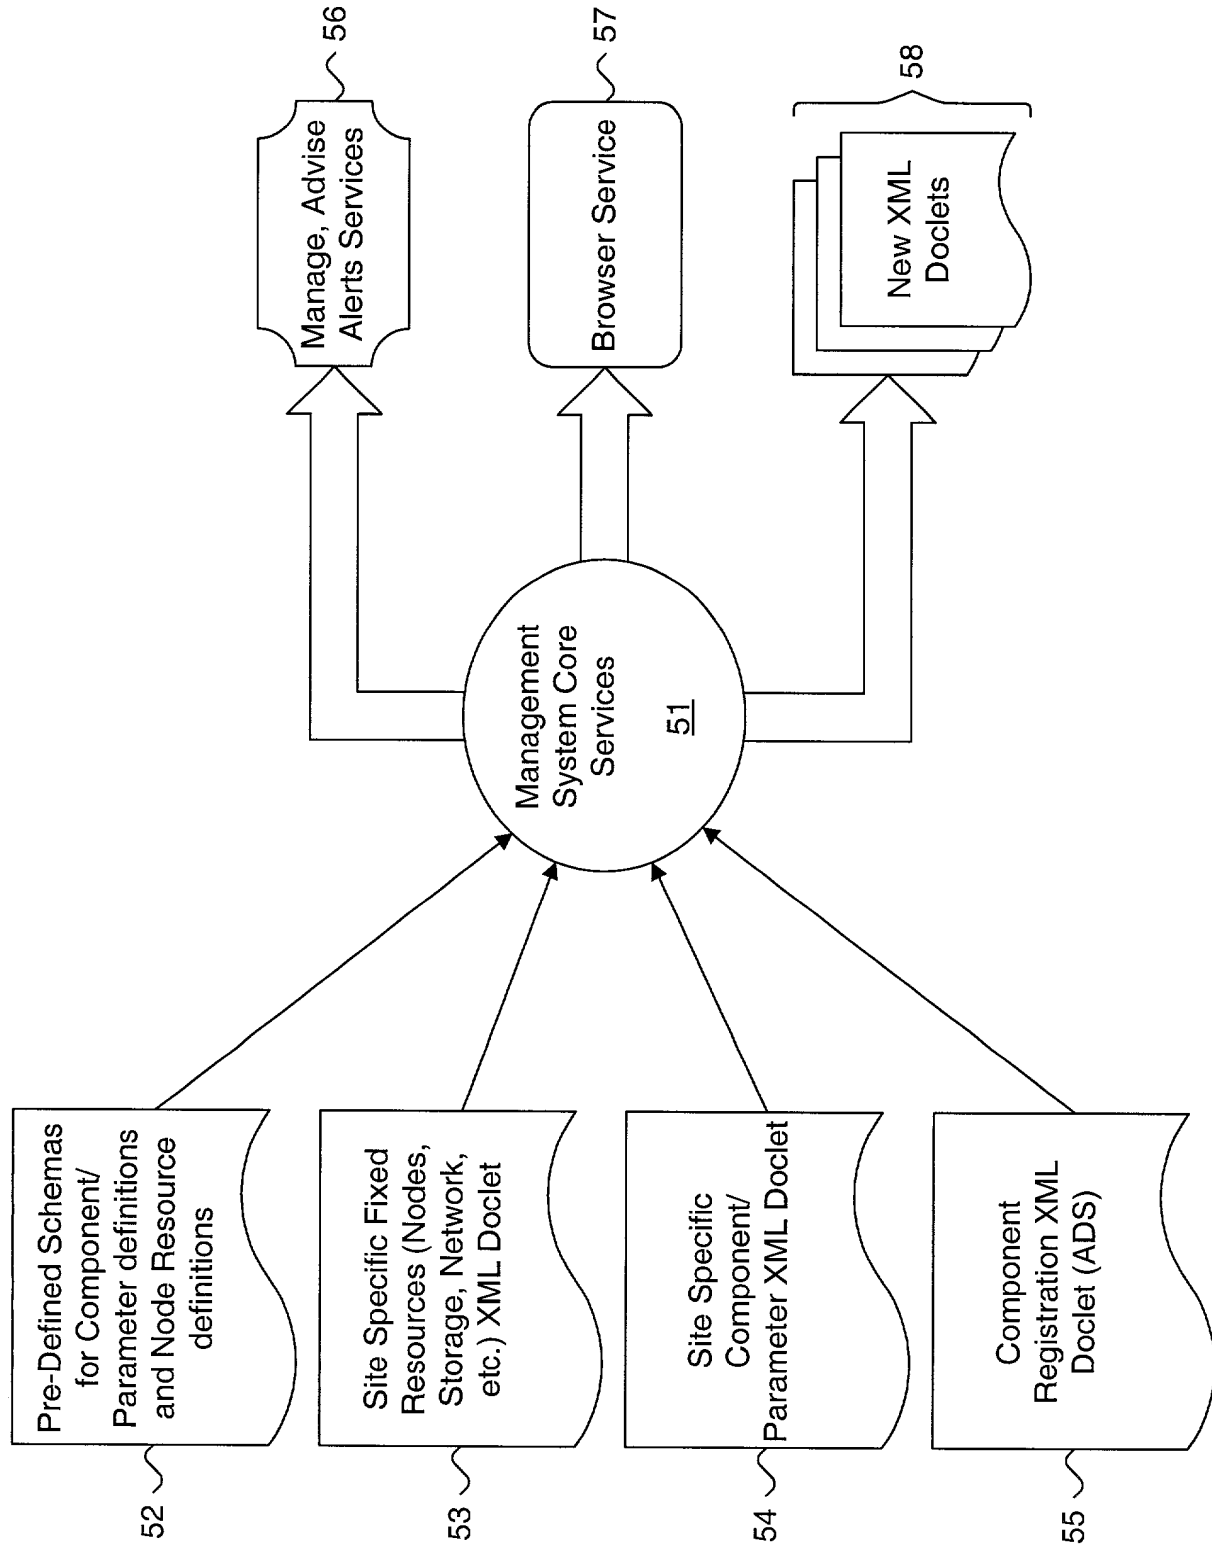 Pre-Defined Schemas
for Component/
Parameter definitions
and Node Resource
definitions
52
Site Specific Fixed
Resources (Nodes,
Storage, Network,
etc.) XML Doclet
53
Site Specific
Component/
Parameter XML Doclet
54
Component
Registration XML
Doclet (ADS)
55
Management
System Core
Services
51
Manage, Advise
Alerts Services
56
Browser Service
57
New XML
Doclets
58